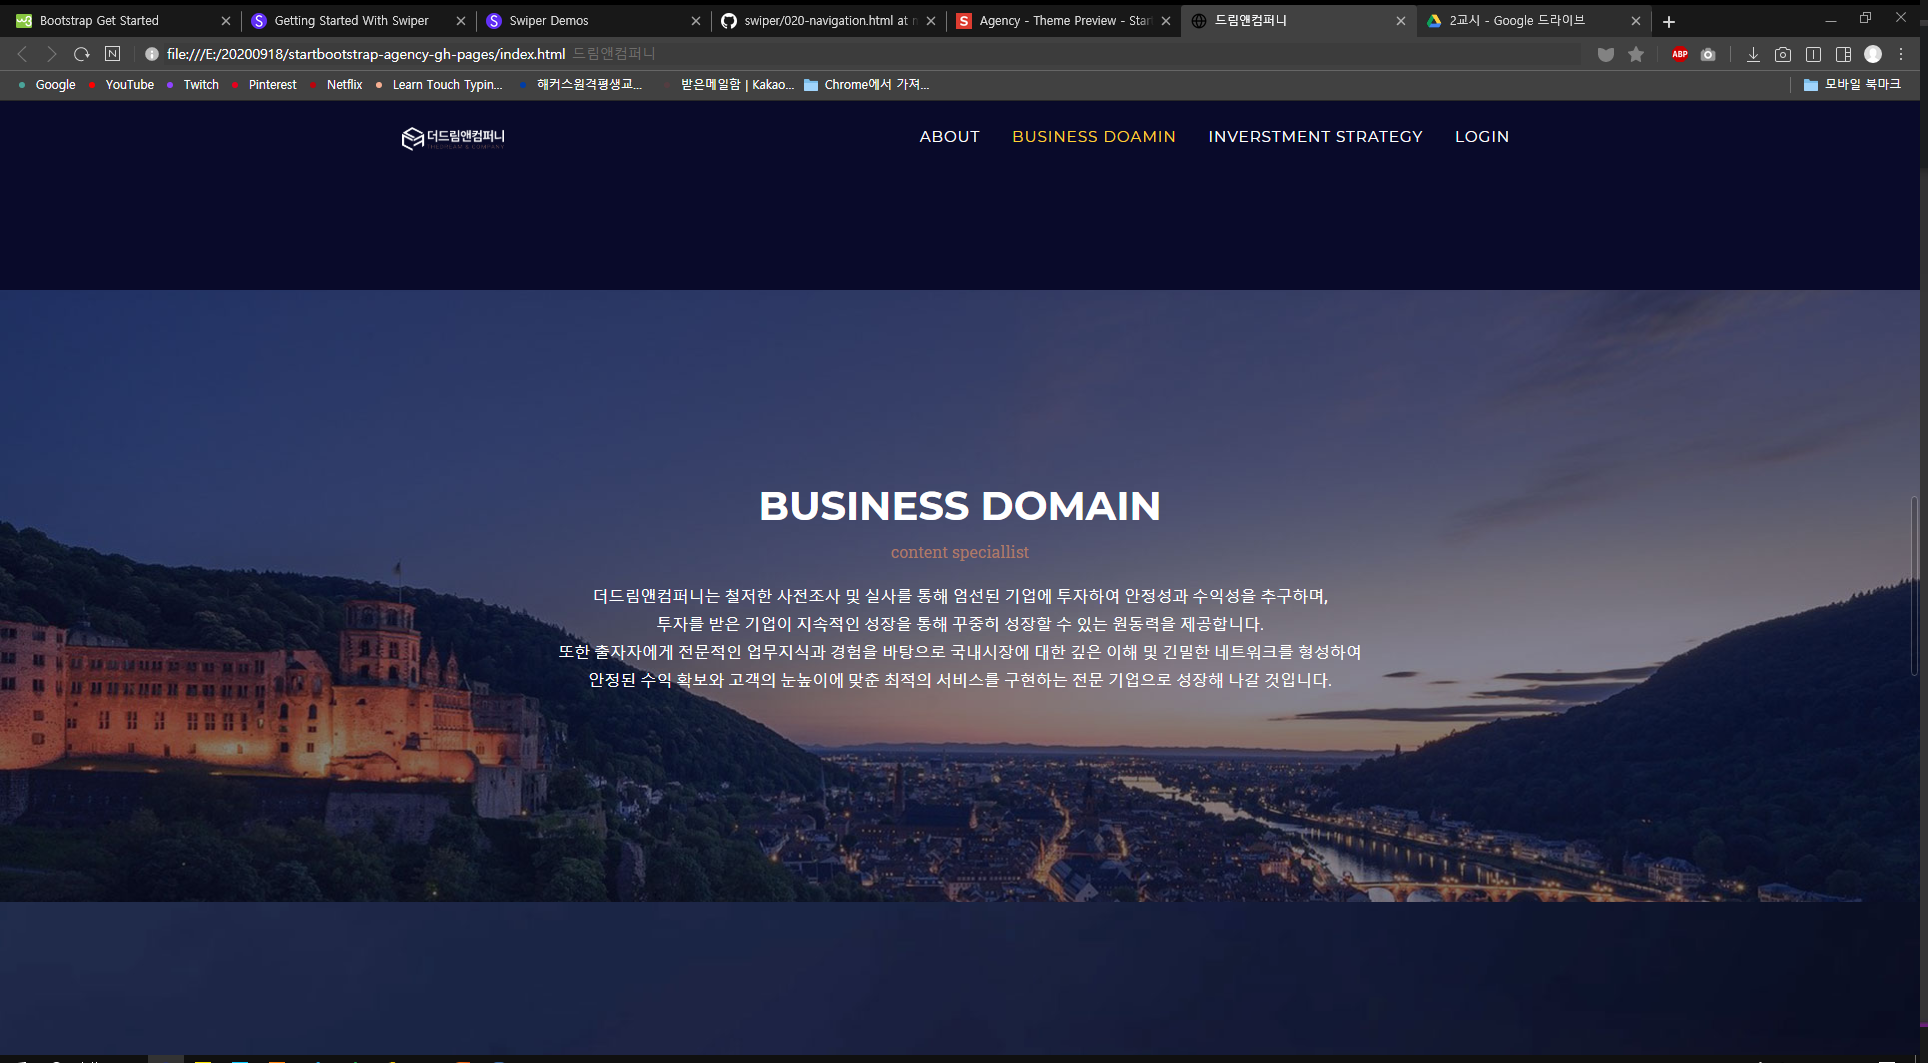 Bootstrap Get Started
Getting Started With Swiper
Swiper Demos
swiper/020-navigation.html at n
Agency - Theme Preview - Start
드림앤컴퍼니
2교시 - Google 드라이브
file:///E:/20200918/startbootstrap-agency-gh-pages/index.html 드림앤컴퍼니
ABP
Google
YouTube
Twitch
Pinterest
Netflix
Learn Touch Typin...
해커스원격평생교...
받은메일함 | Kakao...
Chrome에서 가져...
모바일 북마크
더드림앤컴퍼니
ABOUT
BUSINESS DOAMIN
INVERSTMENT STRATEGY
LOGIN
BUSINESS DOMAIN
content speciallist
더드림앤컴퍼니는 철저한 사전조사 및 실사를 통해 엄선된 기업에 투자하여 안정성과 수익성을 추구하며,
투자를 받은 기업이 지속적인 성장을 통해 꾸중히 성장할 수 있는 원동력을 제공합니다.
또한 출자자에게 전문적인 업무지식과 경험을 바탕으로 국내시장에 대한 깊은 이해 및 긴밀한 네트워크를 형성하여
안정된 수익 확보와 고객의 눈높이에 맞춘 최적의 서비스를 구현하는 전문 기업으로 성장해 나갈 것입니다.